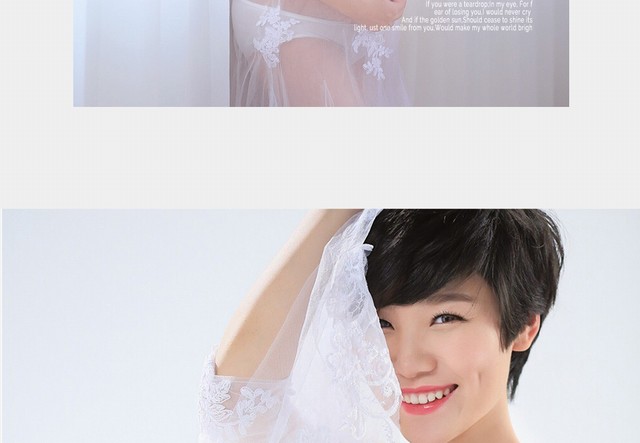 if you were a teardrop;In my eye. For f
ear of losing you,I would never cry
And if the golden sun,Should cease to shine its
light, ust one smile from you,Would make my whole world brigh